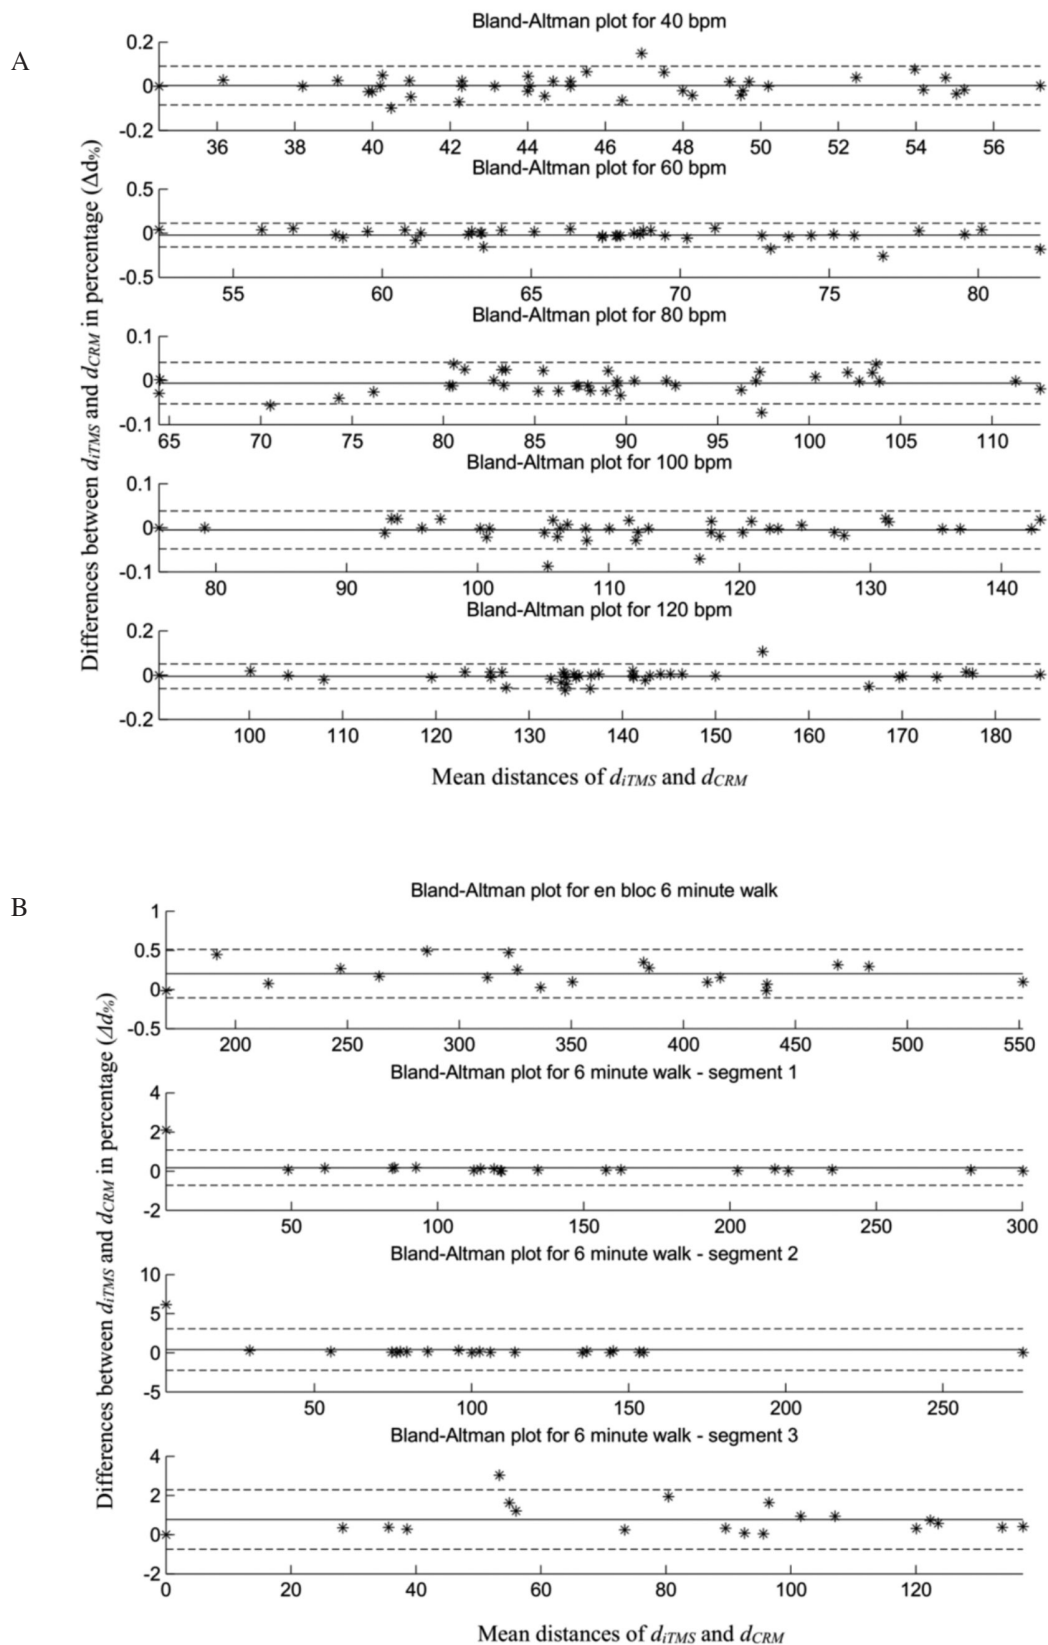 A
Differences between diTMS and dCRM in percentage (Δd%)
Bland-Altman plot for 40 bpm
0.2
0
-0.2
36 38 40 42 44 46 48 50 52 54 56
Bland-Altman plot for 60 bpm
0.5
0
-0.5
55 60 65 70 75 80
Bland-Altman plot for 80 bpm
0.1
0
-0.1
65 70 75 80 85 90 95 100 105 110
Bland-Altman plot for 100 bpm
0.1
0
-0.1
80 90 100 110 120 130 140
Bland-Altman plot for 120 bpm
0.2
0
-0.2
100 110 120 130 140 150 160 170 180
Mean distances of diTMS and dCRM
B
Differences between diTMS and dCRM in percentage (Δd%)
Bland-Altman plot for en bloc 6 minute walk
1
0.5
0
-0.5
200 250 300 350 400 450 500 550
Bland-Altman plot for 6 minute walk - segment 1
4
2
0
-2
50 100 150 200 250 300
Bland-Altman plot for 6 minute walk - segment 2
10
5
0
-5
50 100 150 200 250
Bland-Altman plot for 6 minute walk - segment 3
4
2
0
-2
0 20 40 60 80 100 120
Mean distances of diTMS and dCRM